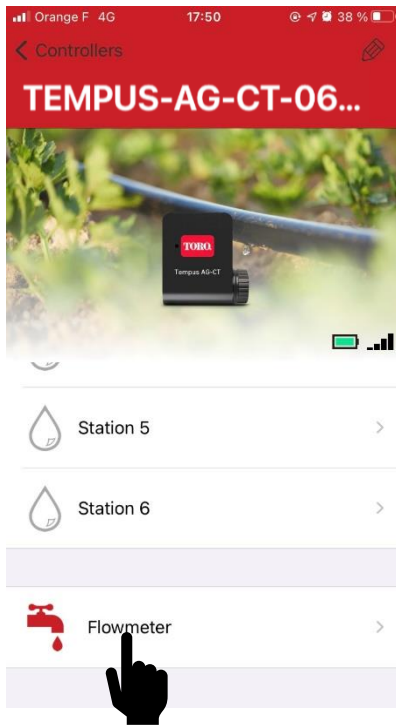 Orange F 4G 17:50 38 %
Controllers
TEMPUS-AG-CT-06...
TORO
Tempus AG-CT
Station 5
Station 6
Flowmeter